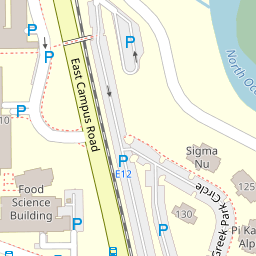 P
P
P
P
East Campus Road
North Oc
10
Sigma
Nu
P
E12
125
Food
Science
Building
Greek Park Circle
130
P
P
Pi Ka
Alp